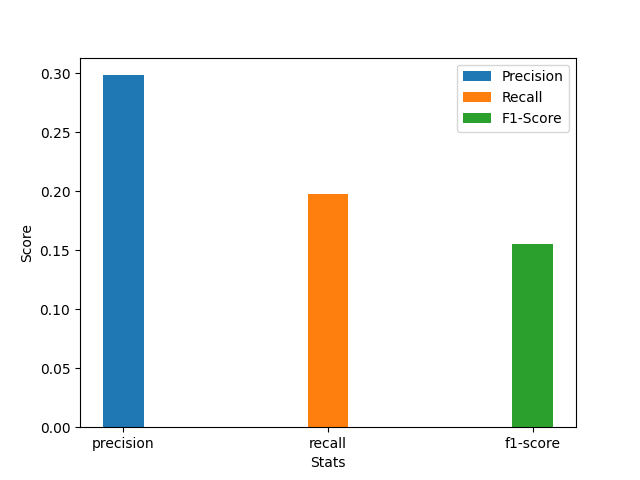 0.30
0.25
0.20
0.15
0.10
0.05
0.00
Score
Precision
Recall
F1-Score
precision
recall
f1-score
Stats